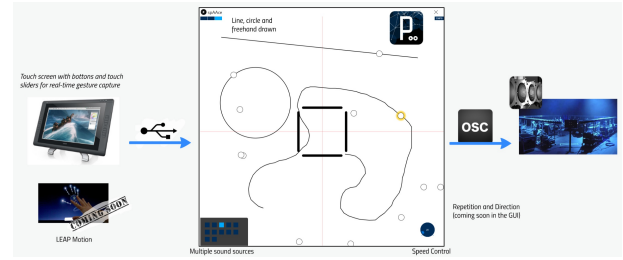 Line, circle and
freehand drawn
Touch screen with bottons and touch
sliders for real-time gesture capture
COMING SOON
LEAP Motion
OSC
Repetition and Direction
(coming soon in the GUI)
Multiple sound sources
Speed Control